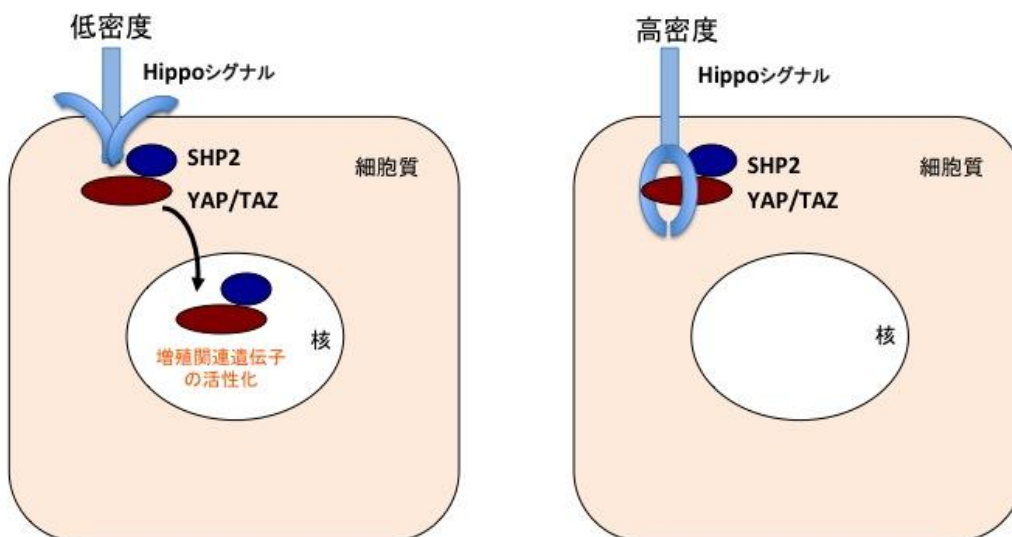 低密度
Hippoシグナル
SHP2
YAP/TAZ
細胞質
核
増殖関連遺伝子
の活性化
高密度
Hippoシグナル
SHP2
YAP/TAZ
細胞質
核